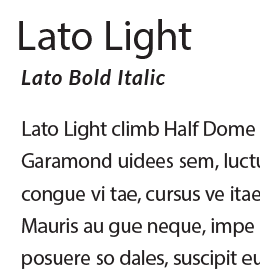 Lato Light
Lato Bold Italic
Lato Light climb Half Dome
Garamond uidees sem, luctu
congue vi tae, cursus ve itae
Mauris au gue neque, impe
posuere so dales, suscipit eu